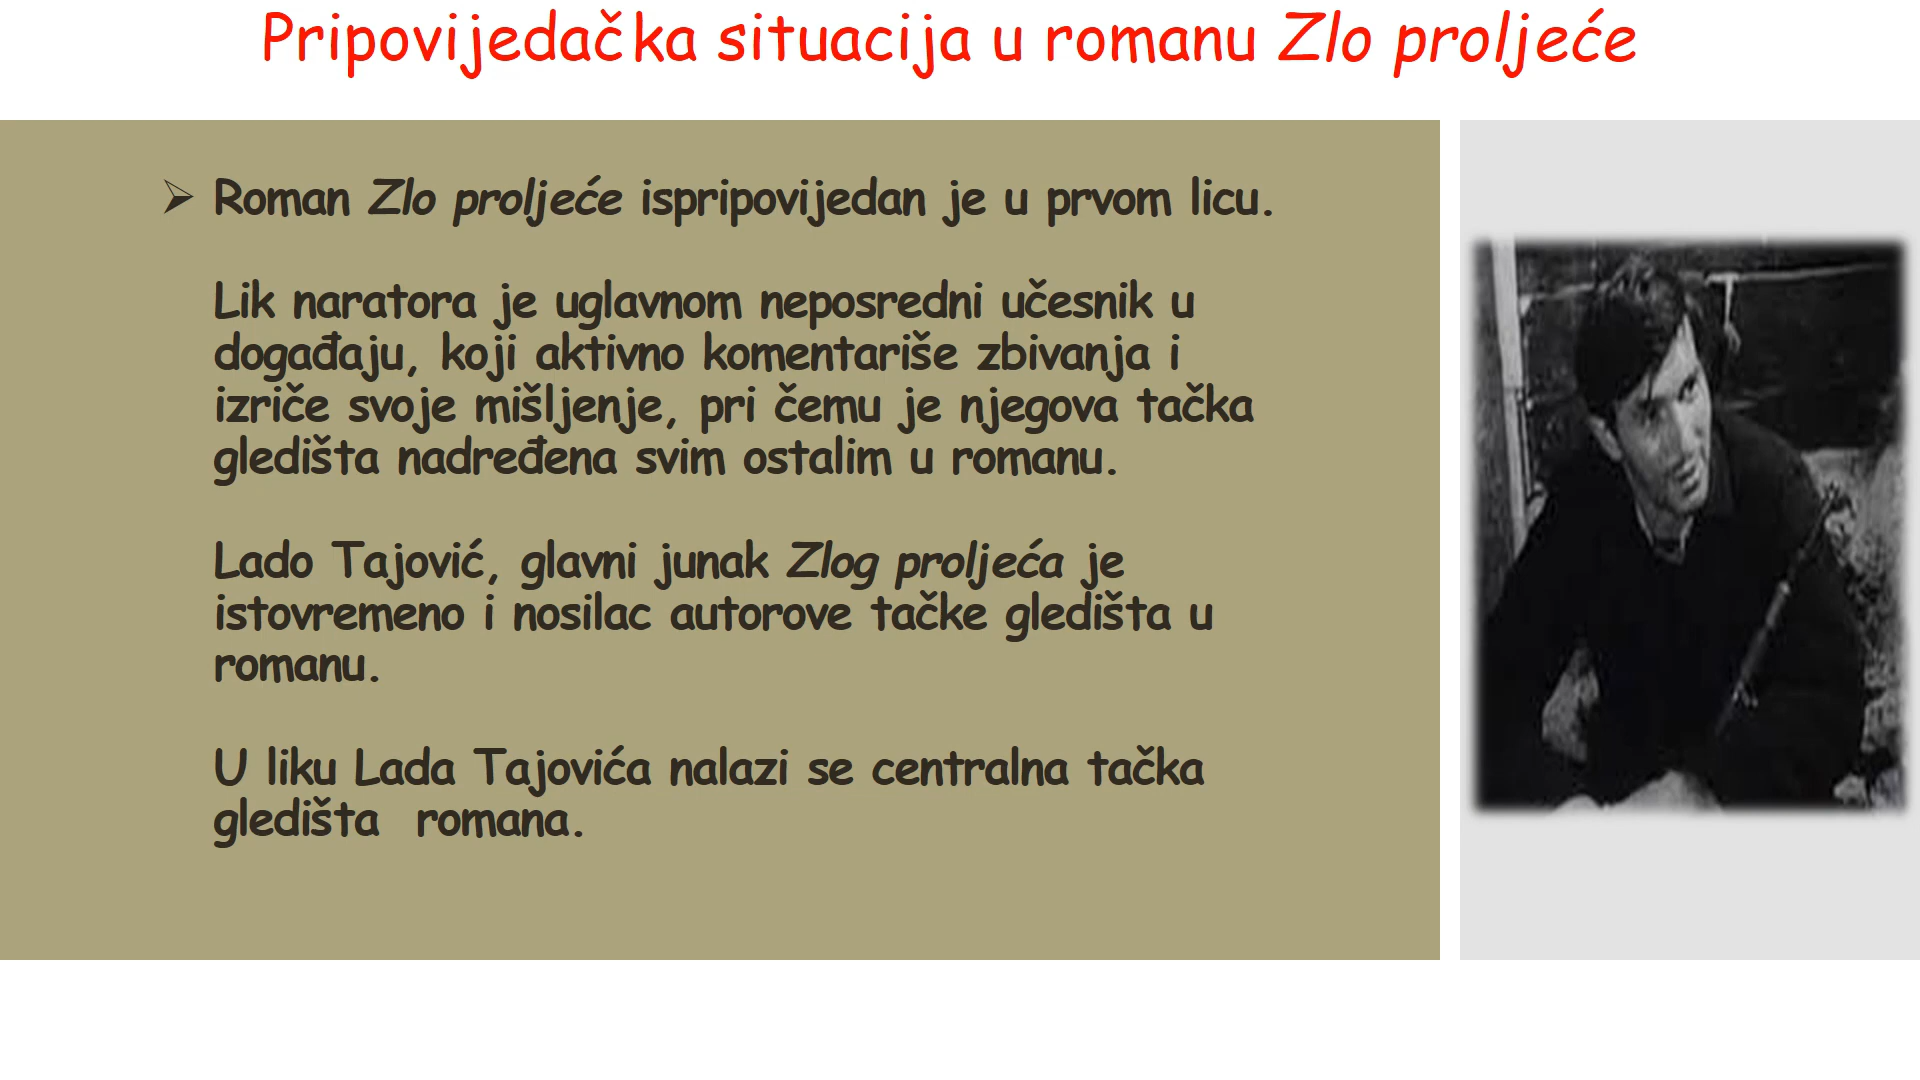 Pripovijedačka situacija u romanu Zlo proljeće
➢ Roman Zlo proljeće ispripovijedan je u prvom licu.
Lik naratora je uglavnom neposredni učesnik u
događaju, koji aktivno komentariše zbivanja i
izriče svoje mišljenje, pri čemu je njegova tačka
gledišta nadređena svim ostalim u romanu.
Lado Tajović, glavni junak Zlog proljeća je
istovremeno i nosilac autorove tačke gledišta u
romanu.
U liku Lada Tajovića nalazi se centralna tačka
gledišta romana.